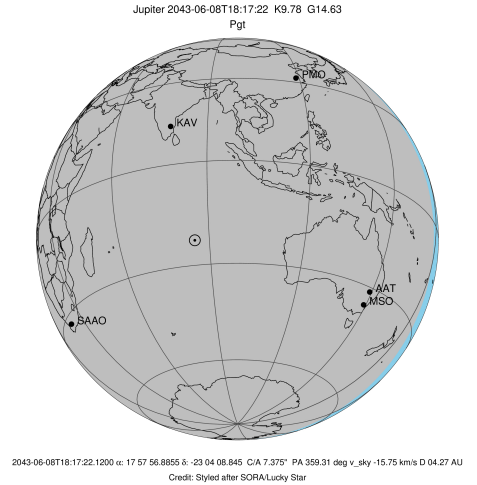 Jupiter 2043-06-08T18:17:22 K9.78 G14.63
Pgt
PMO
KAV
AAT
MSO
SAAO
2043-06-08T18:17:22.1200 α: 17 57 56.8855 δ: -23 04 08.845 C/A 7.375" PA 359.31 deg v_sky -15.75 km/s D 04.27 AU
Credit: Styled after SORA/Lucky Star